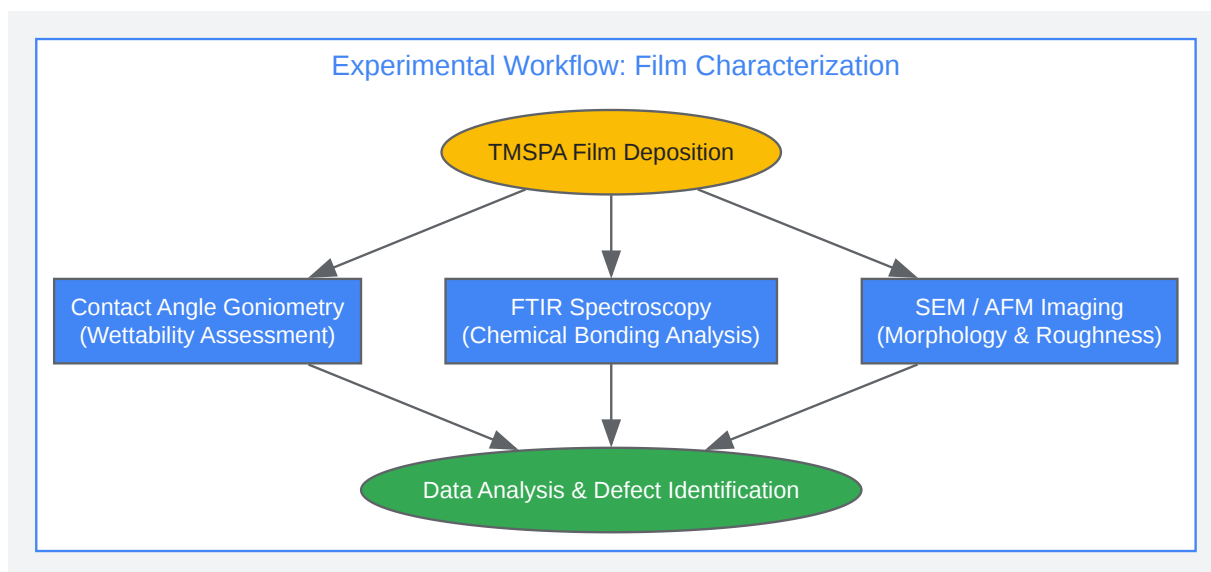 Experimental Workflow: Film Characterization
TMSPA Film Deposition
Contact Angle Goniometry
(Wettability Assessment)
FTIR Spectroscopy
(Chemical Bonding Analysis)
SEM / AFM Imaging
(Morphology & Roughness)
Data Analysis & Defect Identification